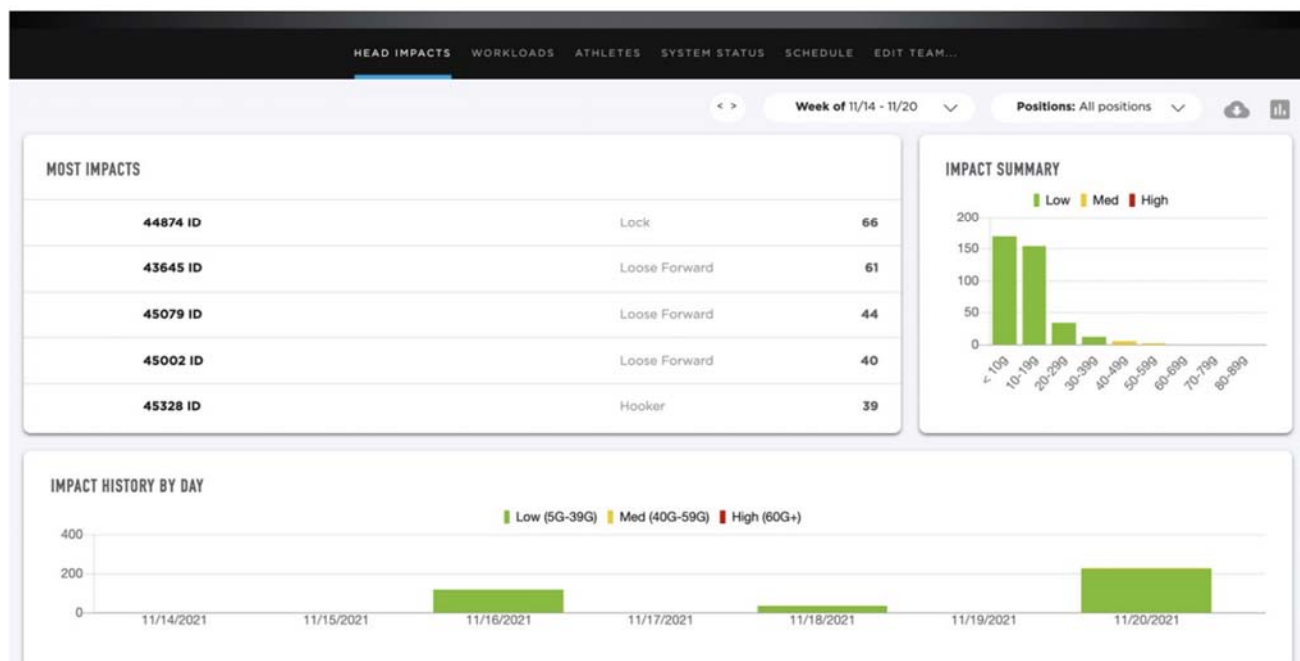 HEAD IMPACTS WORKLOADS ATHLETES SYSTEM STATUS SCHEDULE EDIT TEAM...
< > Week of 11/14 - 11/20 Positions: All positions
MOST IMPACTS
44874 ID Lock 66
43645 ID Loose Forward 61
45079 ID Loose Forward 44
45002 ID Loose Forward 40
45328 ID Hooker 39
IMPACT SUMMARY
Low Med High
200
150
100
50
0
< 10g 10-19g 20-29g 30-39g 40-49g 50-59g 60-69g 70-79g 80-89g
IMPACT HISTORY BY DAY
Low (5G-39G) Med (40G-59G) High (60G+)
400
200
0
11/14/2021 11/15/2021 11/16/2021 11/17/2021 11/18/2021 11/19/2021 11/20/2021